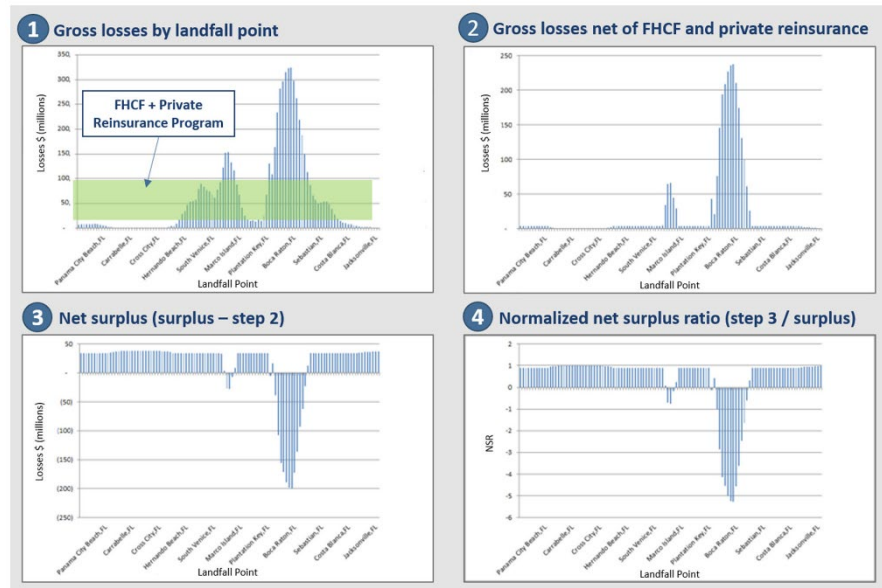 1 Gross losses by landfall point
350,
300,
250,
200,
150,
100,
50,
-
Losses $ (millions)
FHCF + Private
Reinsurance Program
Panama City Beach,FL
Carrabelle,FL
Cross City,FL
Hernando Beach,FL
South Venice,FL
Marco Island,FL
Plantation Key,FL
Boca Raton,FL
Sebastian,FL
Costa Blanca,FL
Jacksonville,FL
Landfall Point
2 Gross losses net of FHCF and private reinsurance
250
200
150
100
50
-
Losses $ (millions)
Panama City Beach,FL
Carrabelle,FL
Cross City,FL
Hernando Beach,FL
South Venice,FL
Marco Island,FL
Plantation Key,FL
Boca Raton,FL
Sebastian,FL
Costa Blanca,FL
Jacksonville,FL
Landfall Point
3 Net surplus (surplus – step 2)
50
-
(50)
(100)
(150)
(200)
(250)
Losses $ (millions)
Panama City Beach,FL
Carrabelle,FL
Cross City,FL
Hernando Beach,FL
South Venice,FL
Marco Island,FL
Plantation Key,FL
Boca Raton,FL
Sebastian,FL
Costa Blanca,FL
Jacksonville,FL
Landfall Point
4 Normalized net surplus ratio (step 3 / surplus)
2
1
0
-1
-2
-3
-4
-5
-6
NSR
Panama City Beach,FL
Carrabelle,FL
Cross City,FL
Hernando Beach,FL
South Venice,FL
Marco Island,FL
Plantation Key,FL
Boca Raton,FL
Sebastian,FL
Costa Blanca,FL
Jacksonville,FL
Landfall Point